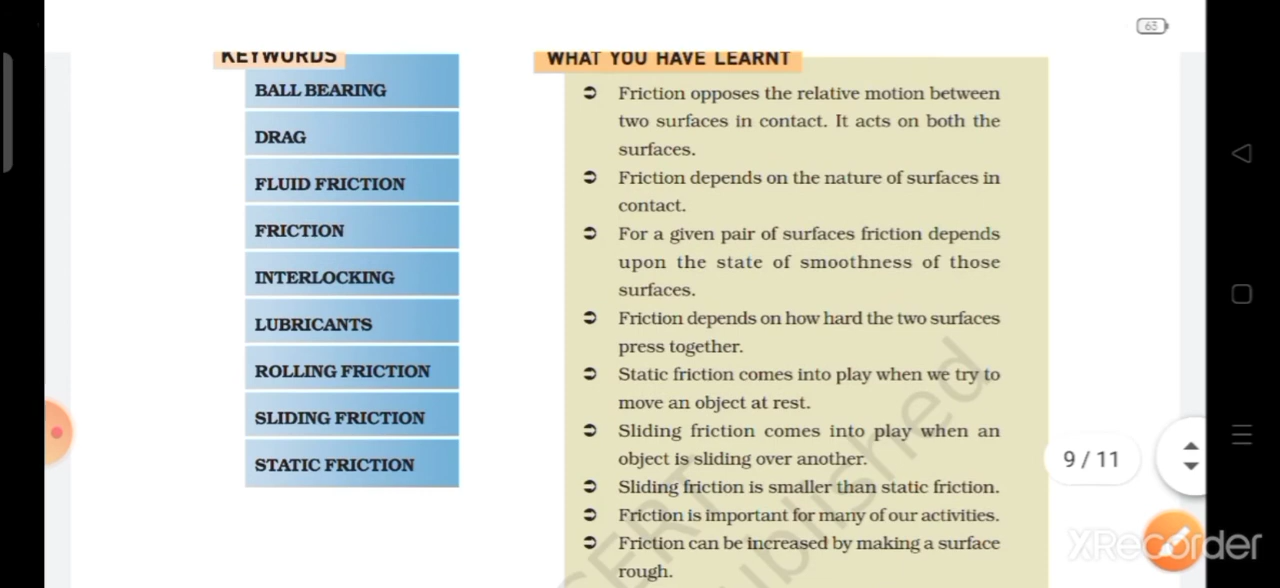 63
KEYWORDS
BALL BEARING
DRAG
FLUID FRICTION
FRICTION
INTERLOCKING
LUBRICANTS
ROLLING FRICTION
SLIDING FRICTION
STATIC FRICTION
WHAT YOU HAVE LEARNT
Friction opposes the relative motion between
two surfaces in contact. It acts on both the
surfaces.
Friction depends on the nature of surfaces in
contact.
For a given pair of surfaces friction depends
upon the state of smoothness of those
surfaces.
Friction depends on how hard the two surfaces
press together.
Static friction comes into play when we try to
move an object at rest.
Sliding friction comes into play when an
object is sliding over another.
Sliding friction is smaller than static friction.
Friction is important for many of our activities.
Friction can be increased by making a surface
rough.
9 / 11
XRecorder